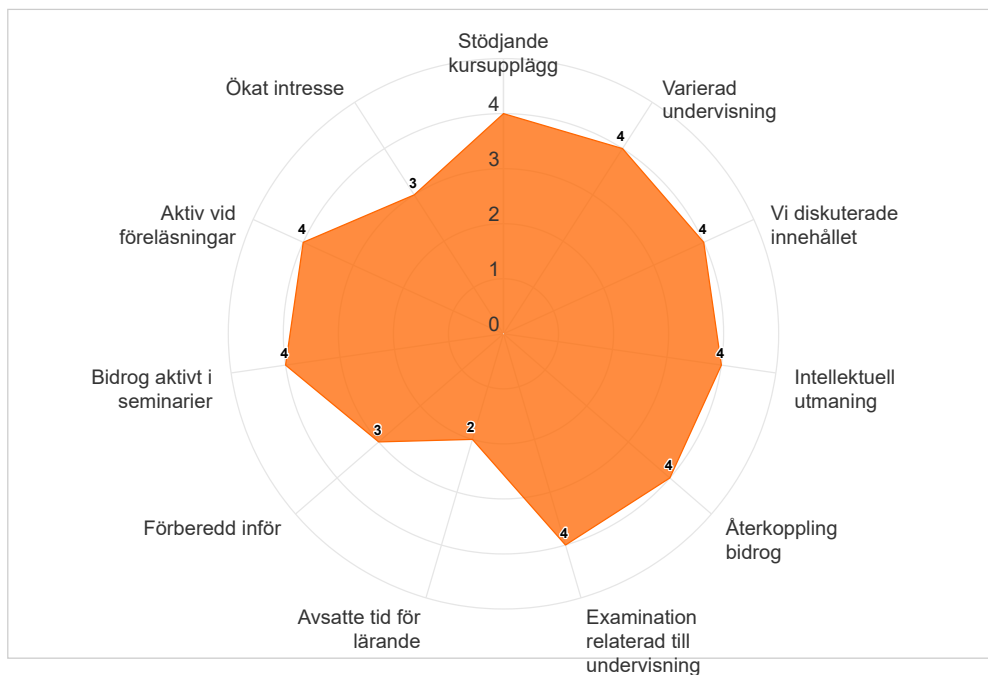 Stödjande
kursupplägg
Ökat intresse
Varierad
undervisning
4
4
3
3
Aktiv vid
föreläsningar
4
2
4
Vi diskuterade
innehållet
1
0
Bidrog aktivt i
seminarier
4
4
Intellektuell
utmaning
3
2
4
Förberedd inför
Återkoppling
bidrog
4
Avsatte tid för
lärande
Examination
relaterad till
undervisning